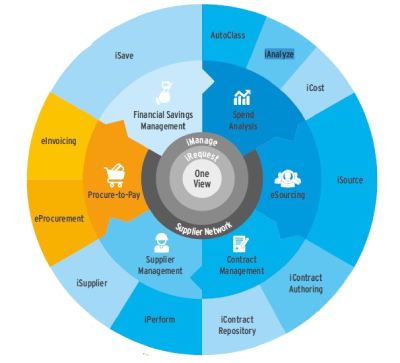 AutoClass
iAnalyze
iCost
iSource
iContract
Authoring
iContract
Repository
iPerform
iSupplier
eProcurement
eInvoicing
iSave
Financial Savings
Management
Spend
Analysis
eSourcing
Contract
Management
Supplier
Management
Procure-to-Pay
iManage
iRequest
One
View
Supplier Network